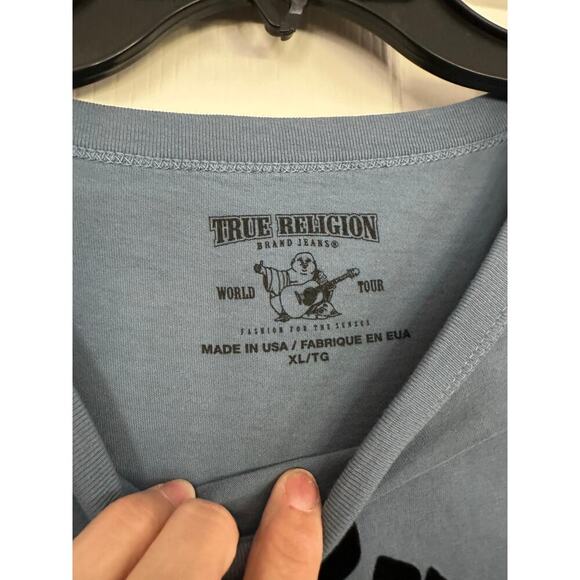 TRUE RELIGION
BRAND JEANS®
WORLD TOUR
FASHION FOR THE SENSES
MADE IN USA / FABRIQUE EN EUA
XL/TG